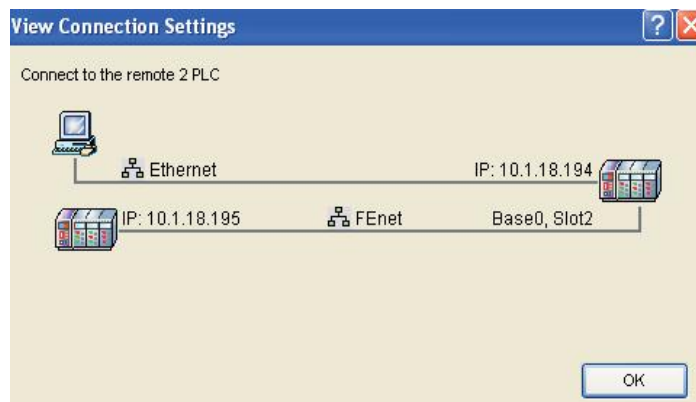 View Connection Settings
Connect to the remote 2 PLC
Ethernet IP: 10.1.18.194
IP: 10.1.18.195 FEnet Base0, Slot2
OK